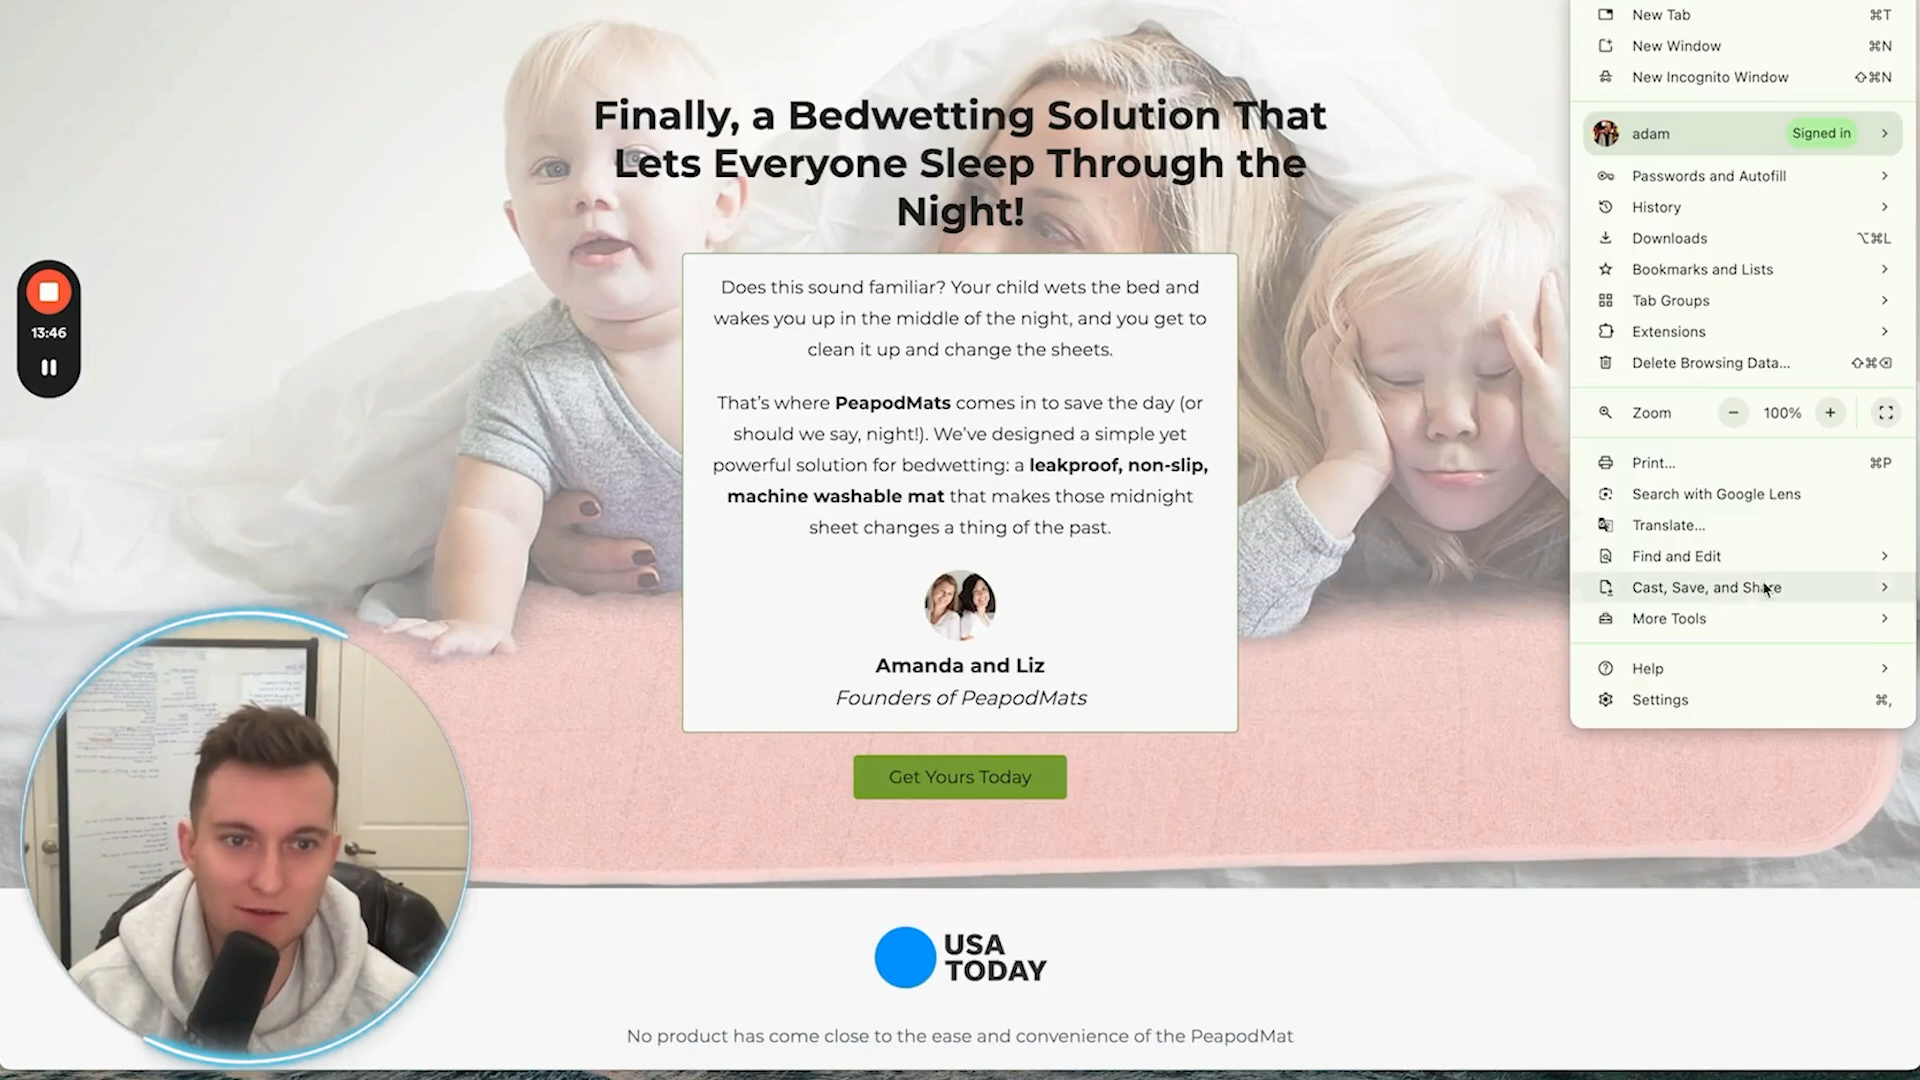 Finally, a Bedwetting Solution That
Lets Everyone Sleep Through the
Night!
Does this sound familiar? Your child wets the bed and
wakes you up in the middle of the night, and you get to
clean it up and change the sheets.
That's where PeapodMats comes in to save the day (or
should we say, night!). We've designed a simple yet
powerful solution for bedwetting: a leakproof, non-slip,
machine washable mat that makes those midnight
sheet changes a thing of the past.
Amanda and Liz
Founders of PeapodMats
Get Yours Today
USA
TODAY
No product has come close to the ease and convenience of the PeapodMat
13:46
New Tab ⌘T
New Window ⌘N
New Incognito Window ⇧⌘N
adam Signed in
Passwords and Autofill
History
Downloads ⌥⌘L
Bookmarks and Lists
Tab Groups
Extensions
Delete Browsing Data... ⇧⌘⌫
Zoom − 100% +
Print... ⌘P
Search with Google Lens
Translate...
Find and Edit
Cast, Save, and Share
More Tools
Help
Settings ⌘,